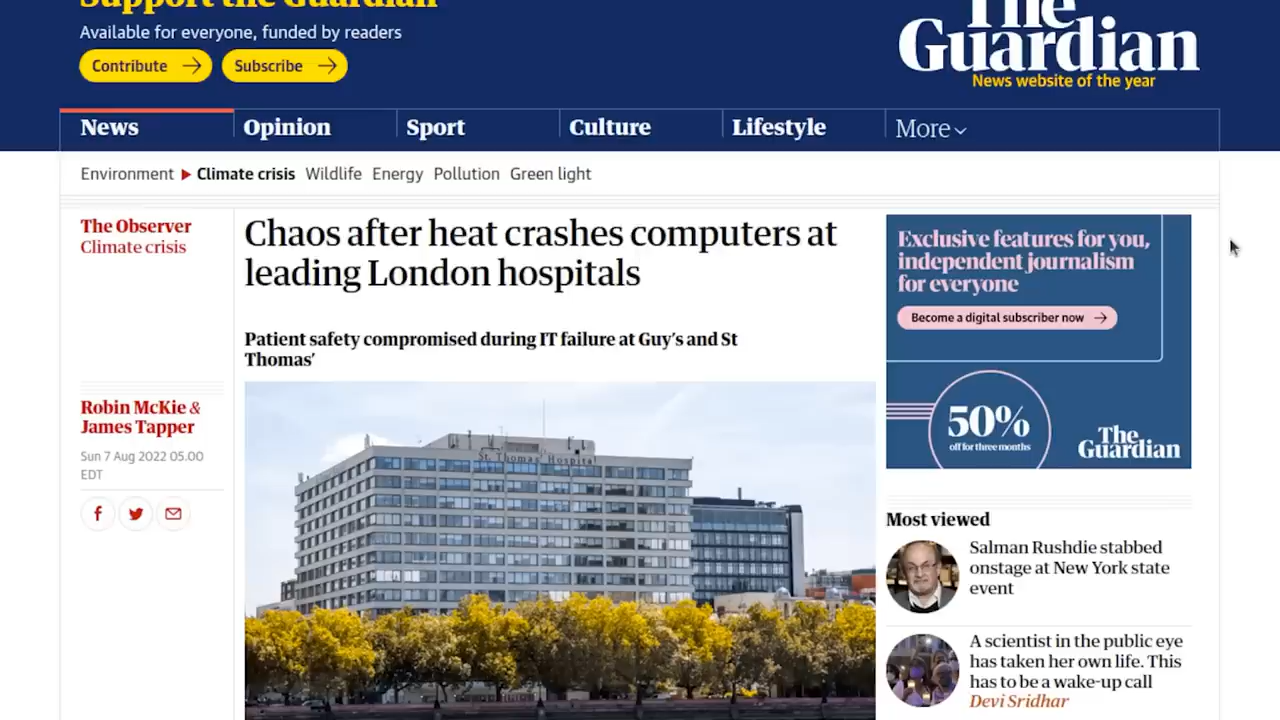 Support the Guardian
Available for everyone, funded by readers
Contribute
Subscribe
The
Guardian
News website of the year
News
Opinion
Sport
Culture
Lifestyle
More
Environment
Climate crisis
Wildlife
Energy
Pollution
Green light
The Observer
Climate crisis
Chaos after heat crashes computers at
leading London hospitals
Patient safety compromised during IT failure at Guy's and St
Thomas'
Robin McKie &
James Tapper
Sun 7 Aug 2022 05.00
EDT
St. Thomas Hospital
Exclusive features for you,
independent journalism
for everyone
Become a digital subscriber now
50%
off for three months
The
Guardian
Most viewed
Salman Rushdie stabbed
onstage at New York state
event
A scientist in the public eye
has taken her own life. This
has to be a wake-up call
Devi Sridhar